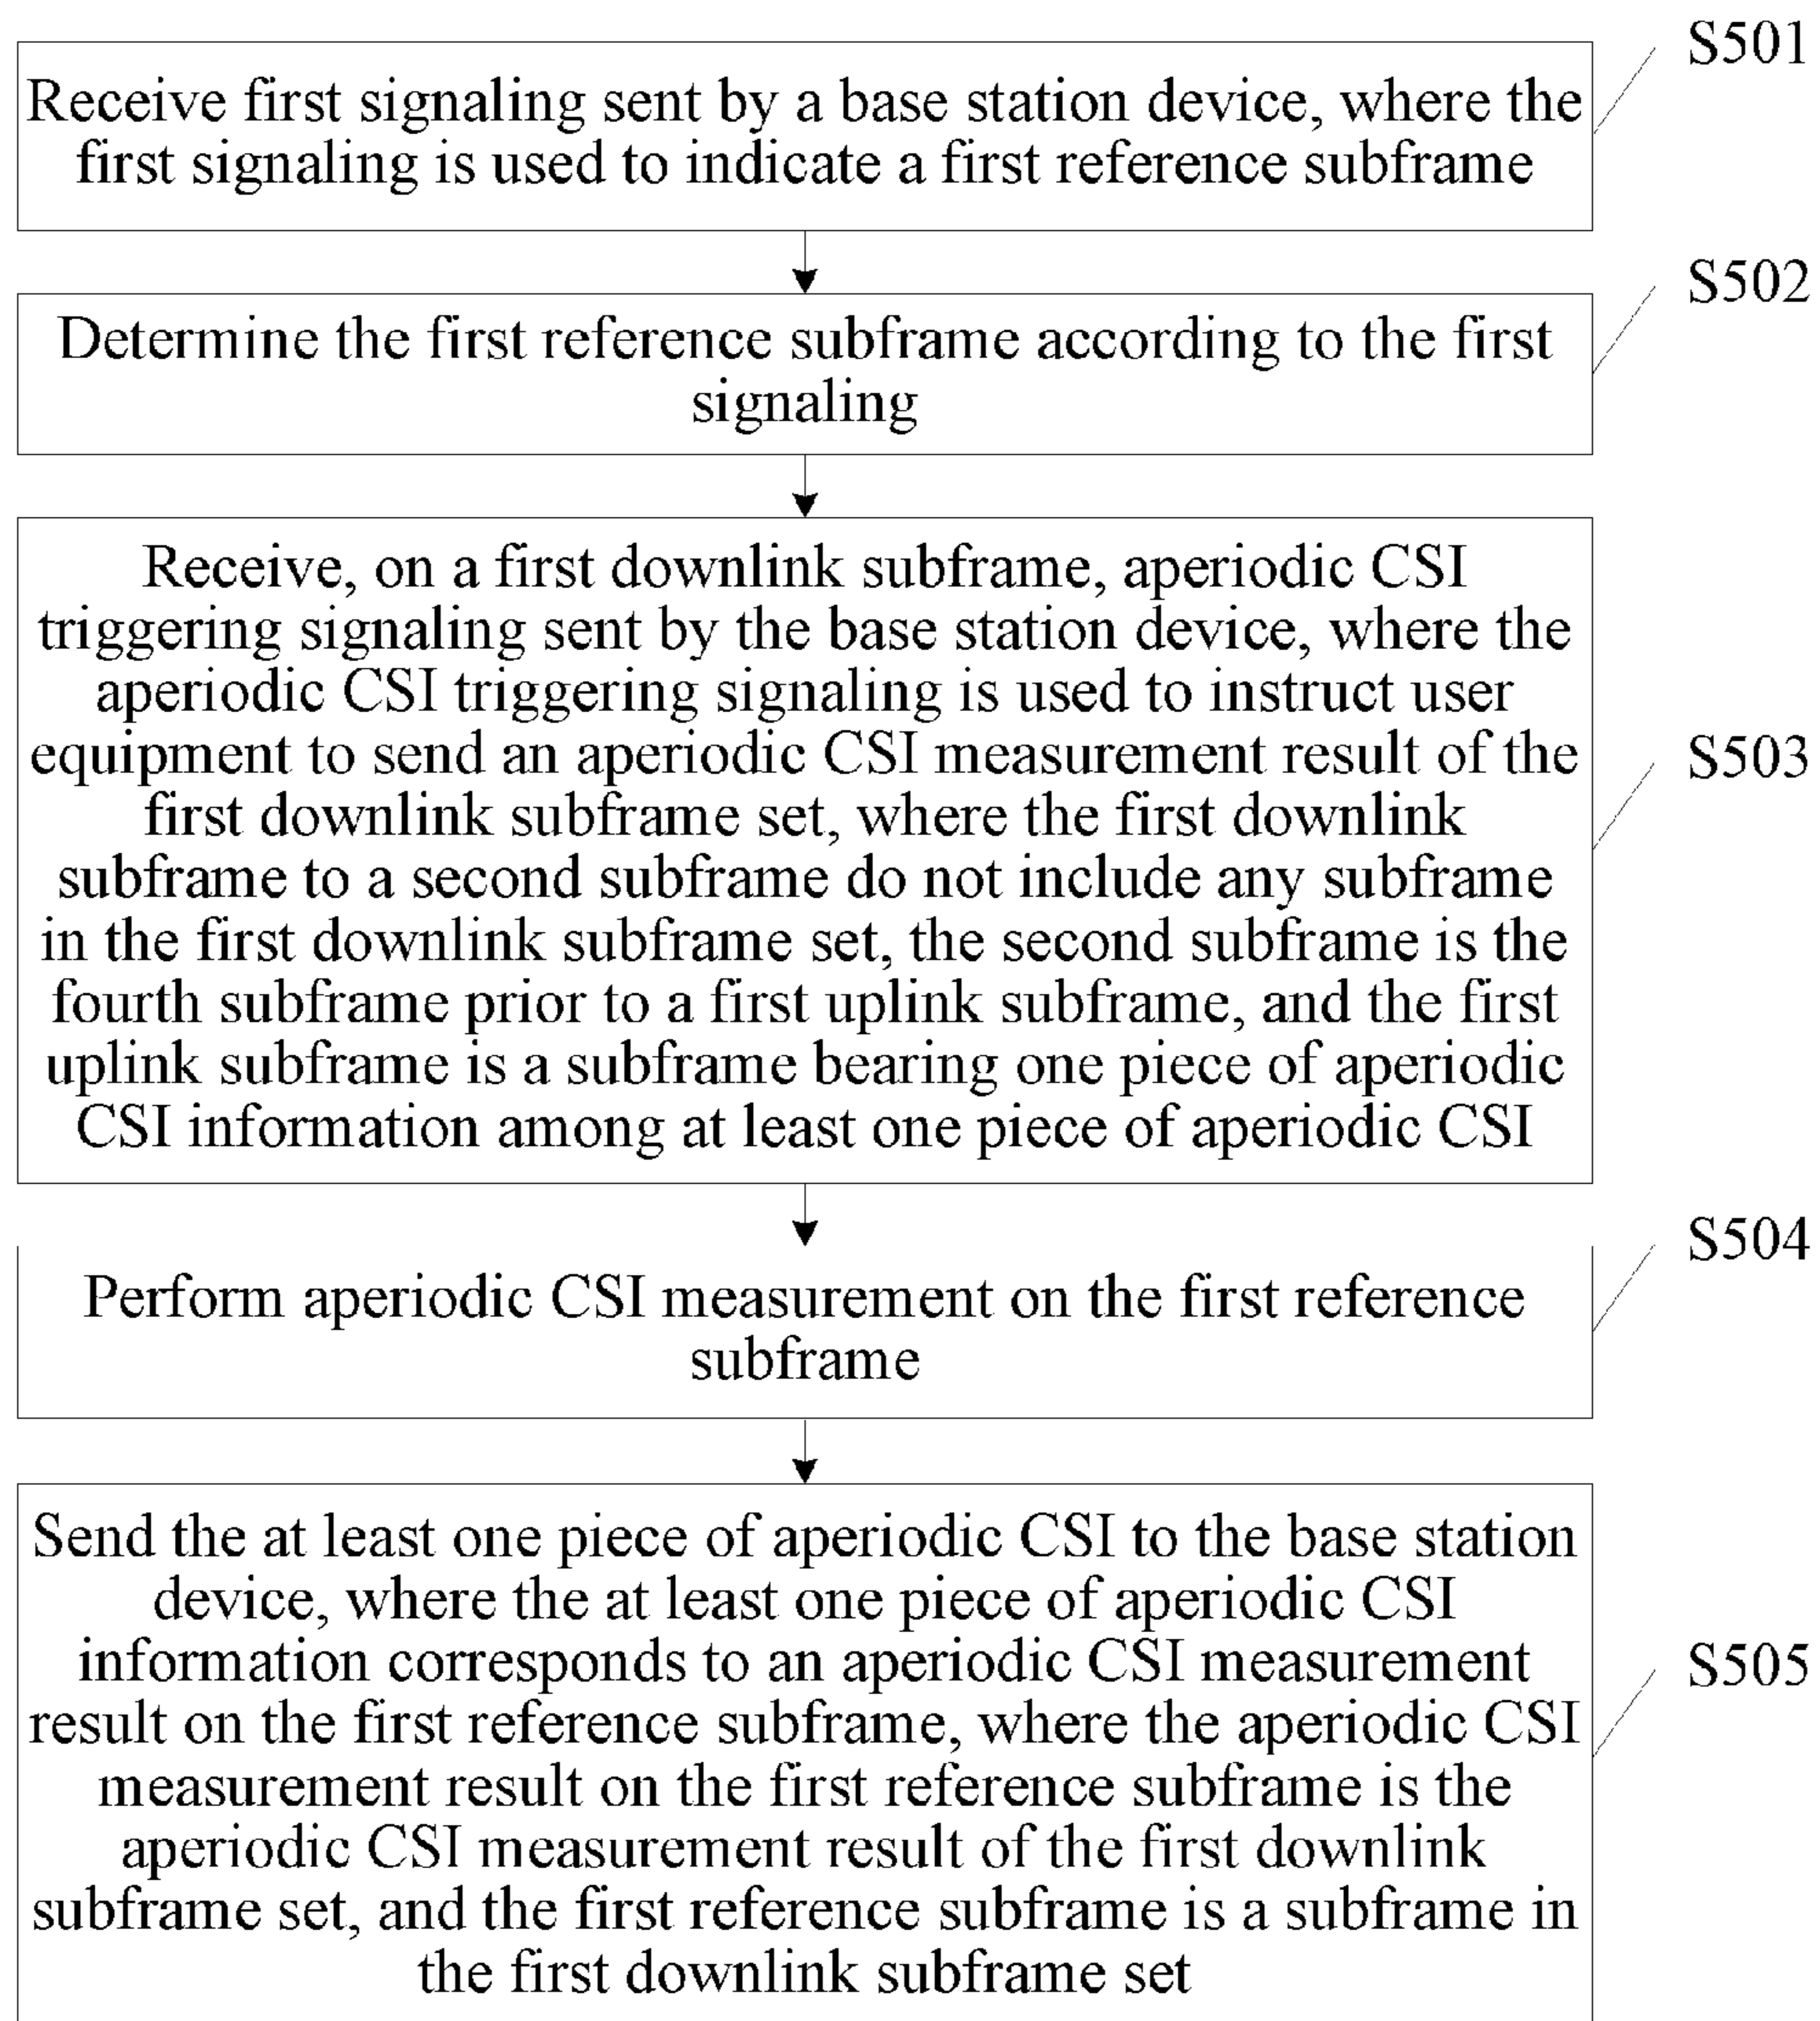 S501
Receive first signaling sent by a base station device, where the
first signaling is used to indicate a first reference subframe
S502
Determine the first reference subframe according to the first
signaling
Receive, on a first downlink subframe, aperiodic CSI
triggering signaling sent by the base station device, where the
aperiodic CSI triggering signaling is used to instruct user
equipment to send an aperiodic CSI measurement result of the
S503
first downlink subframe set, where the first downlink
subframe to a second subframe do not include any subframe
in the first downlink subframe set, the second subframe is the
fourth subframe prior to a first uplink subframe, and the first
uplink subframe is a subframe bearing one piece of aperiodic
CSI information among at least one piece of aperiodic CSI
S504
Perform aperiodic CSI measurement on the first reference
subframe
Send the at least one piece of aperiodic CSI to the base station
device, where the at least one piece of aperiodic CSI
information corresponds to an aperiodic CSI measurement
S505
result on the first reference subframe, where the aperiodic CSI
measurement result on the first reference subframe is the
aperiodic CSI measurement result of the first downlink
subframe set, and the first reference subframe is a subframe in
the first downlink subframe set